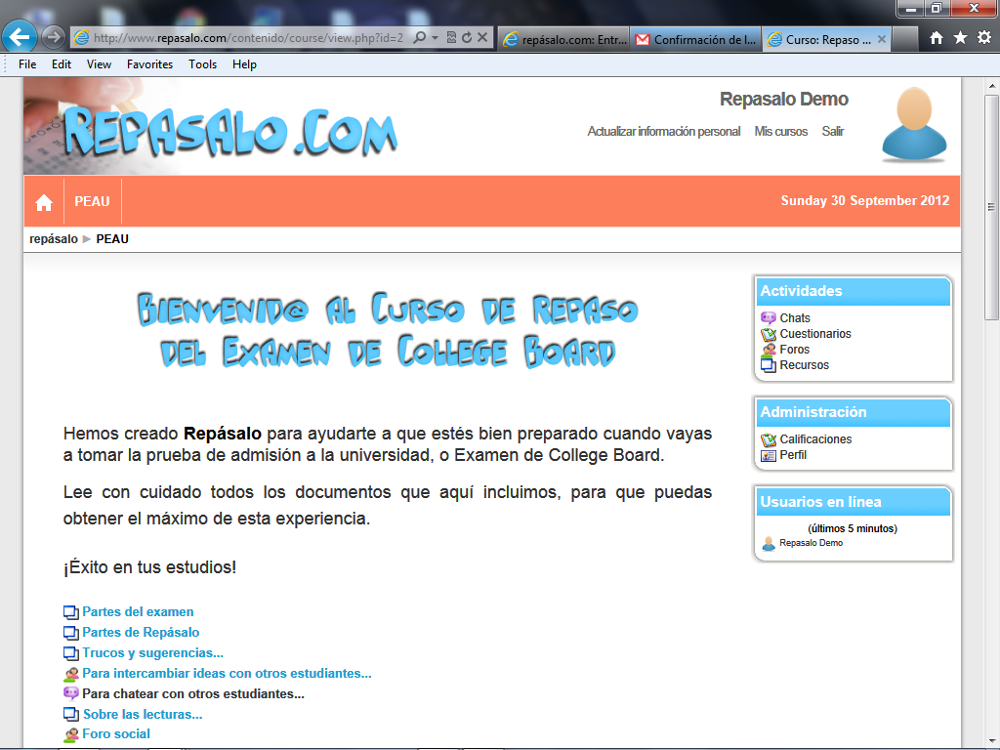 http://www.repasalo.com/contenido/course/view.php?id=2
repásalo.com: Entr...
Confirmación de l...
Curso: Repaso ...
File Edit View Favorites Tools Help
Repasalo.Com
Repasalo Demo
Actualizar información personal Mis cursos Salir
PEAU
Sunday 30 September 2012
repásalo ► PEAU
Bienvenid@ al Curso de Repaso
del Examen de College Board
Hemos creado Repásalo para ayudarte a que estés bien preparado cuando vayas
a tomar la prueba de admisión a la universidad, o Examen de College Board.
Lee con cuidado todos los documentos que aquí incluimos, para que puedas
obtener el máximo de esta experiencia.
¡Éxito en tus estudios!
Partes del examen
Partes de Repásalo
Trucos y sugerencias...
Para intercambiar ideas con otros estudiantes...
Para chatear con otros estudiantes...
Sobre las lecturas...
Foro social
Actividades
Chats
Cuestionarios
Foros
Recursos
Administración
Calificaciones
Perfil
Usuarios en línea
(últimos 5 minutos)
Repasalo Demo